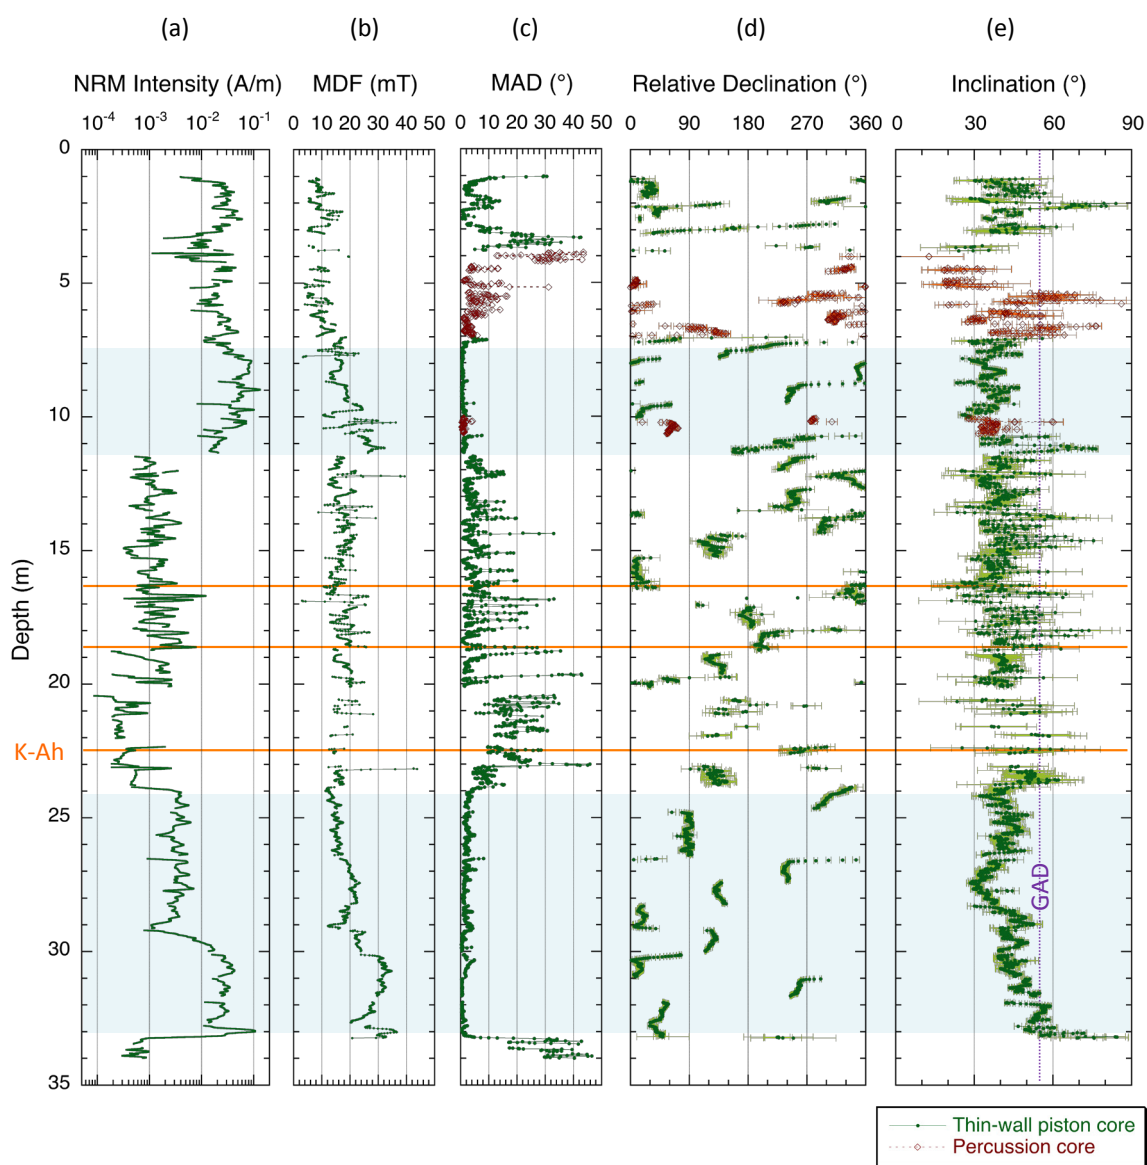 (a) (b) (c) (d) (e)
NRM Intensity (A/m) MDF (mT) MAD (°) Relative Declination (°) Inclination (°)
10⁻⁴ 10⁻³ 10⁻² 10⁻¹ 0 10 20 30 40 50 0 10 20 30 40 50 0 90 180 270 360 30 60 90
0
5
10
15
20
25
30
35
Depth (m)
K-Ah
GAD
Thin-wall piston core
Percussion core